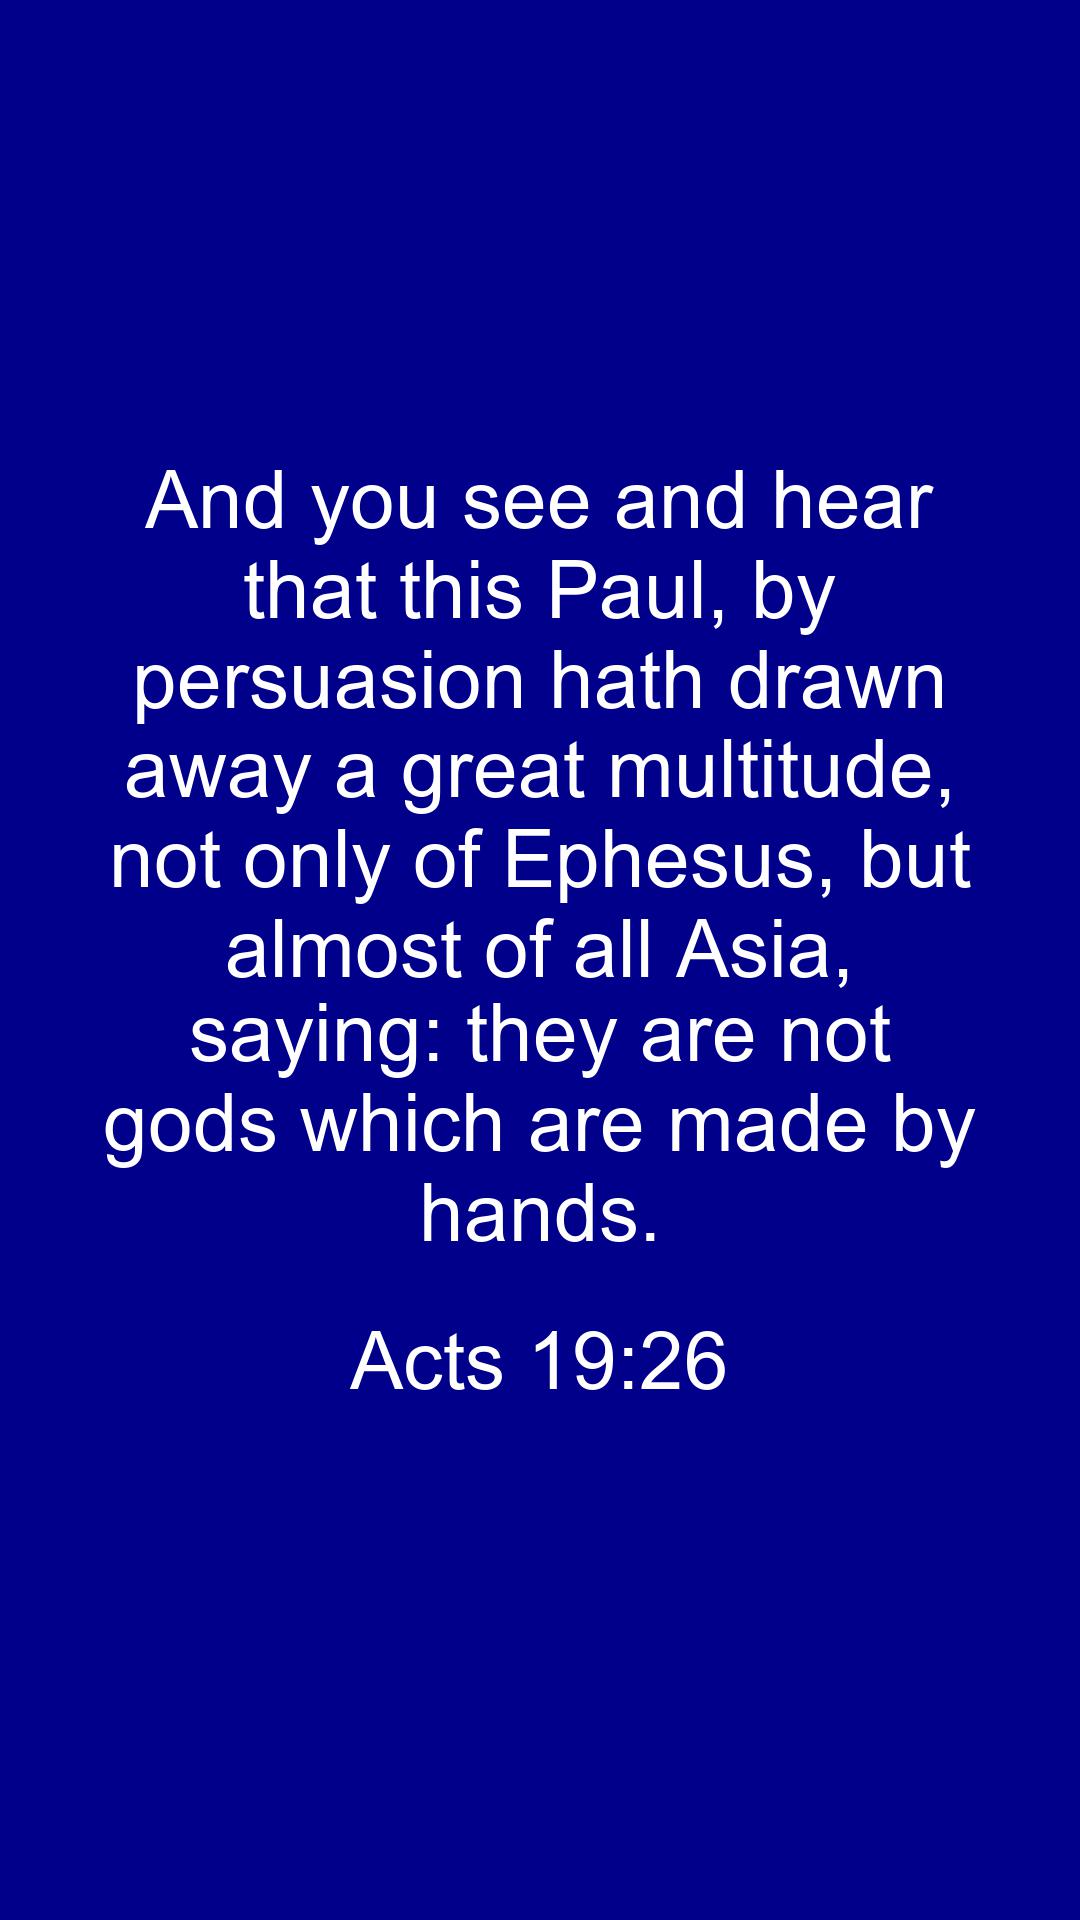 And you see and hear
that this Paul, by
persuasion hath drawn
away a great multitude,
not only of Ephesus, but
almost of all Asia,
saying: they are not
gods which are made by
hands.
Acts 19:26